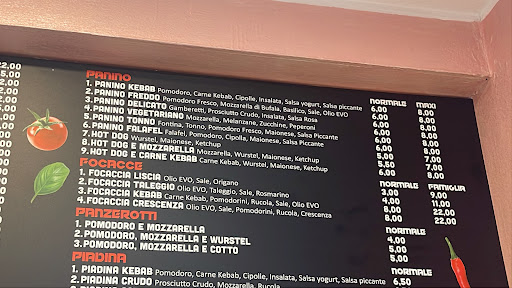 22,00
5,00
PANINO NORMALE MAXI
1. PANINO KEBAB Pomodoro, Carne Kebab, Cipolle, Insalata, Salsa yogurt, Salsa piccante 6,00 8,00
2. PANINO FREDDO Pomodoro Fresco, Mozzarella di Bufala, Basilico, Sale, Olio EVO 6,00 8,00
3. PANINO DELICATO Gamberetti, Prosciutto Crudo, Insalata, Salsa Rosa 6,00 8,00
4. PANINO VEGETARIANO Mozzarella, Melanzane, Zucchine, Peperoni 6,00 8,00
5. PANINO TONNO Fontina, Tonno, Pomodoro Fresco, Maionese, Salsa Piccante 6,00 8,00
6. PANINO FALAFEL Falafel, Pomodoro, Cipolla, Maionese, Salsa Piccante 6,00 8,00
7. HOT DOG Wurstel, Maionese, Ketchup 5,00 7,00
8. HOT DOG E MOZZARELLA Mozzarella, Wurstel, Maionese, Ketchup 5,50 7,00
9. HOT DOG E CARNE KEBAB Carne Kebab, Wurstel, Maionese, Ketchup 6,00 8,00
FOCACCE NORMALE FAMIGLIA
1. FOCACCIA LISCIA Olio EVO, Sale, Origano 3,00 9,00
2. FOCACCIA TALEGGIO Olio EVO, Taleggio, Sale, Rosmarino 4,00 11,00
3. FOCACCIA KEBAB Carne Kebab, Pomodorini, Rucola, Sale, Olio EVO 8,00 22,00
4. FOCACCIA CRESCENZA Olio EVO, Sale, Pomodorini, Rucola, Crescenza 8,00 22,00
PANZEROTTI NORMALE
1. POMODORO E MOZZARELLA 4,00
2. POMODORO, MOZZARELLA E WURSTEL 5,00
3. POMODORO, MOZZARELLA E COTTO 5,00
PIADINA NORMALE
1. PIADINA KEBAB Pomodoro, Carne Kebab, Cipolle, Insalata, Salsa yogurt, Salsa piccante 6,50
2. PIADINA CRUDO Prosciutto Crudo, Mozzarella, Rucola